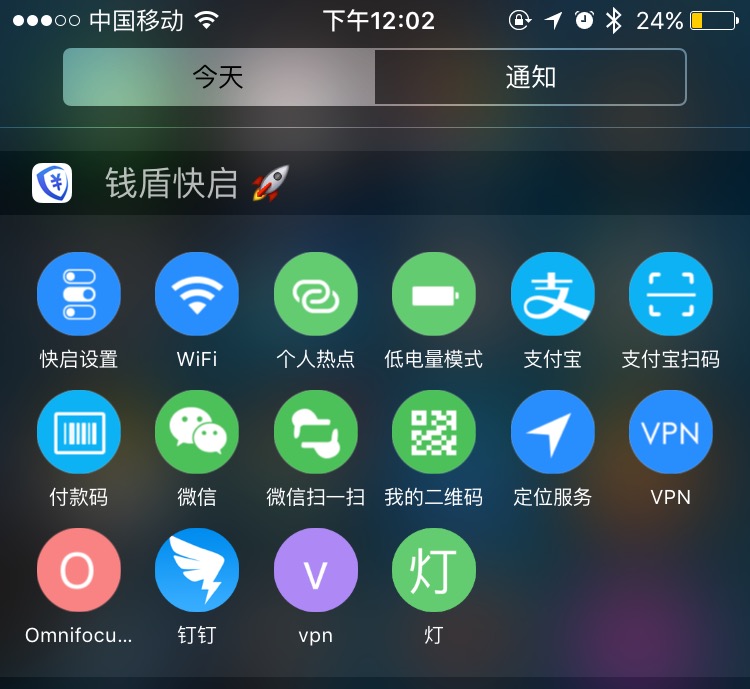 中国移动 下午12:02 24%
今天 通知
钱盾快启
快启设置 WiFi 个人热点 低电量模式 支付宝 支付宝扫码
VPN
付款码 微信 微信扫一扫 我的二维码 定位服务 VPN
O v 灯
Omnifocu... 钉钉 vpn 灯